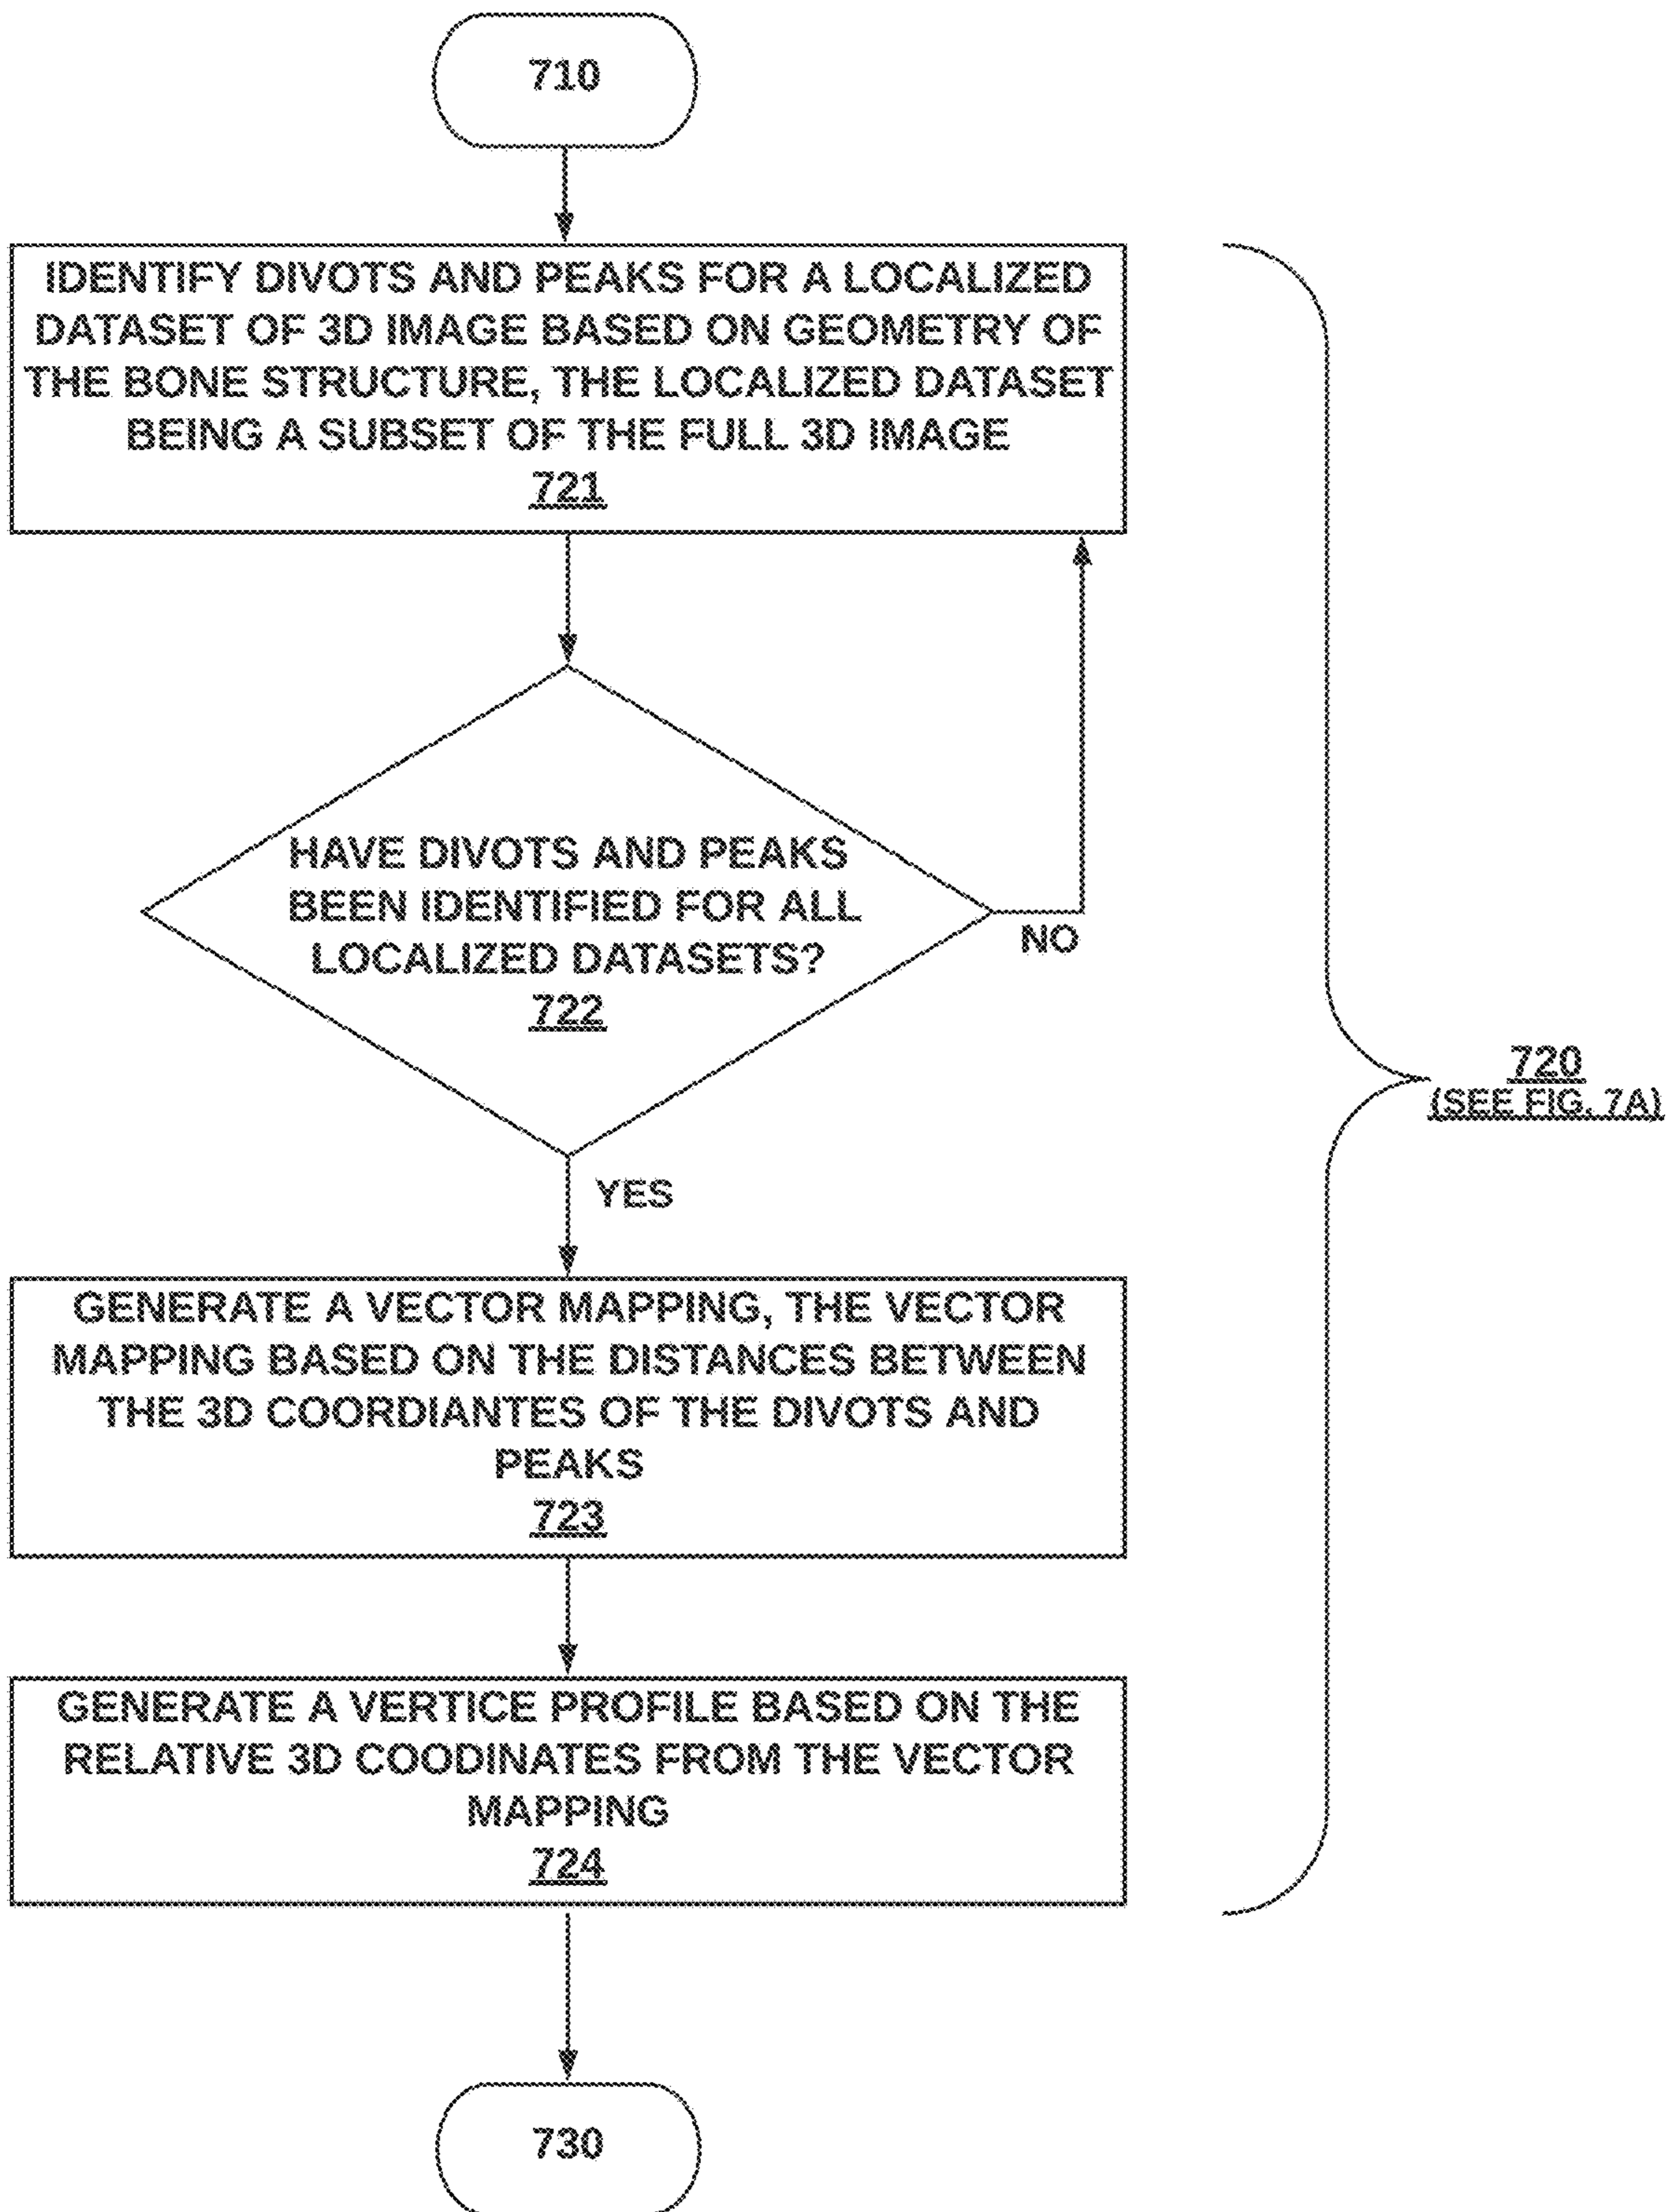 710
IDENTIFY DIVOTS AND PEAKS FOR A LOCALIZED
DATASET OF 3D IMAGE BASED ON GEOMETRY OF
THE BONE STRUCTURE, THE LOCALIZED DATASET
BEING A SUBSET OF THE FULL 3D IMAGE
721
HAVE DIVOTS AND PEAKS
BEEN IDENTIFIED FOR ALL
LOCALIZED DATASETS?
722
NO
720
(SEE FIG. 7A)
YES
GENERATE A VECTOR MAPPING, THE VECTOR
MAPPING BASED ON THE DISTANCES BETWEEN
THE 3D COORDIANTES OF THE DIVOTS AND
PEAKS
723
GENERATE A VERTICE PROFILE BASED ON THE
RELATIVE 3D COODINATES FROM THE VECTOR
MAPPING
724
730